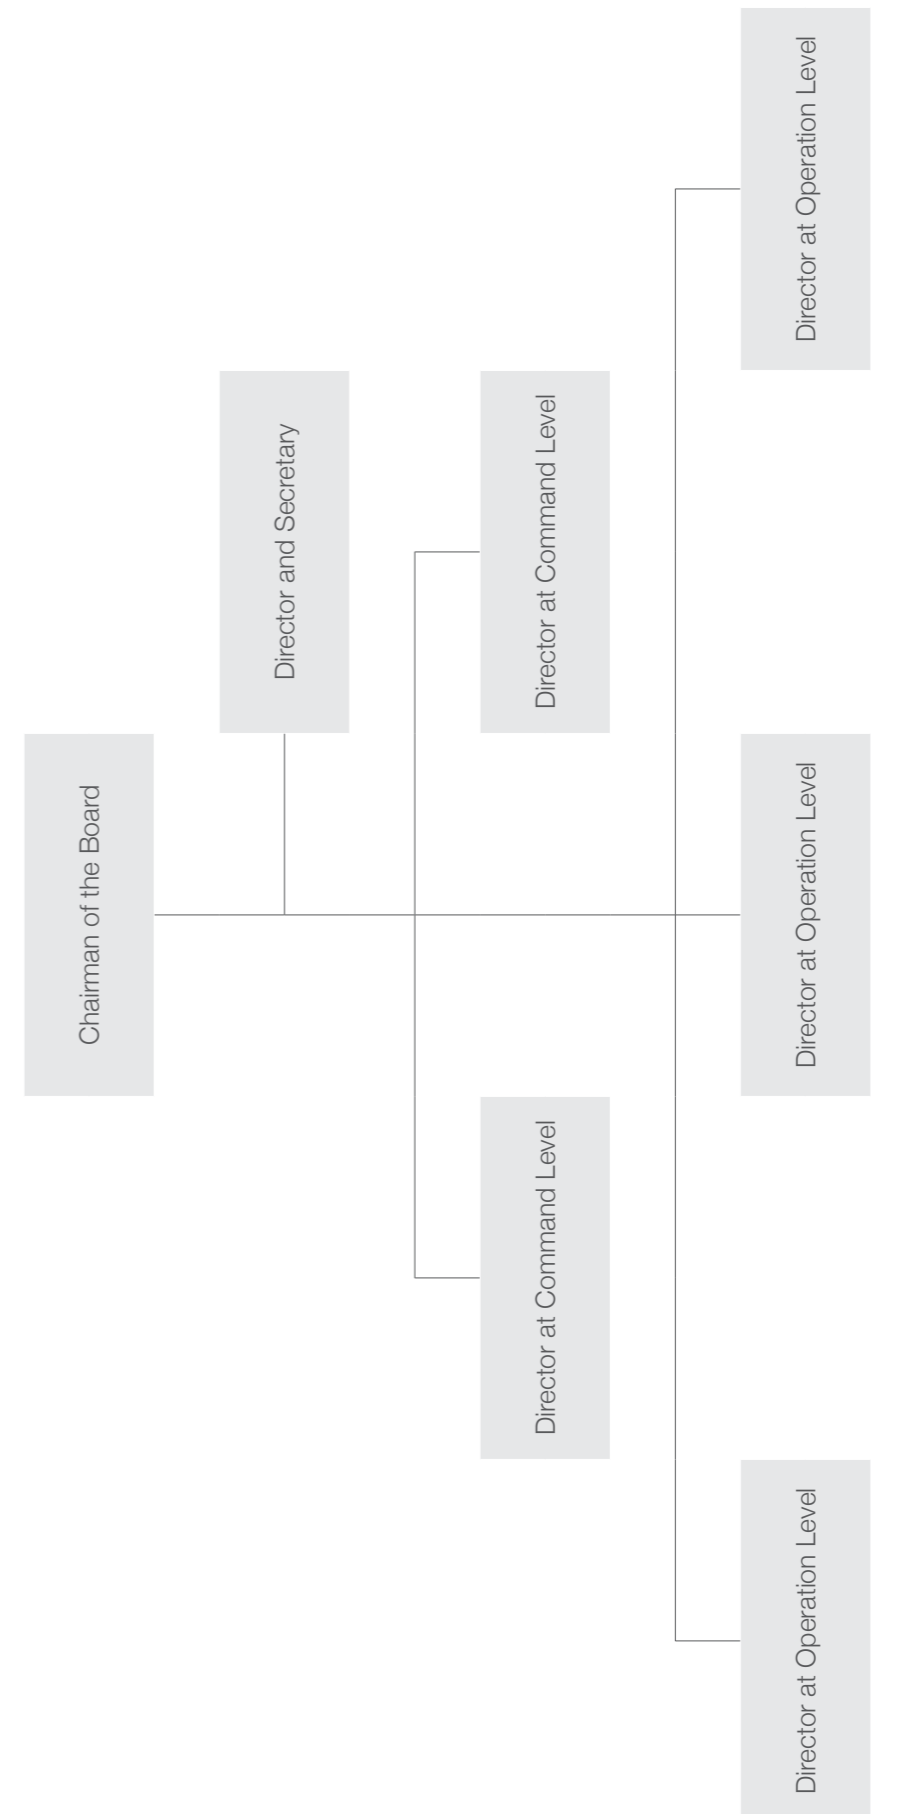 Chairman of the Board
Director and Secretary
Director at Command Level
Director at Command Level
Director at Operation Level
Director at Operation Level
Director at Operation Level